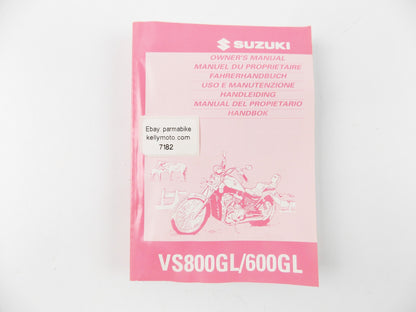 SUZUKI
OWNER'S MANUAL
MANUEL DU PROPRIETAIRE
FAHRERHANDBUCH
USO E MANUTENZIONE
HANDLEIDING
MANUAL DEL PROPIETARIO
HANDBOK
Ebay: parmabike
kellymoto.com
7182
VS800GL/600GL